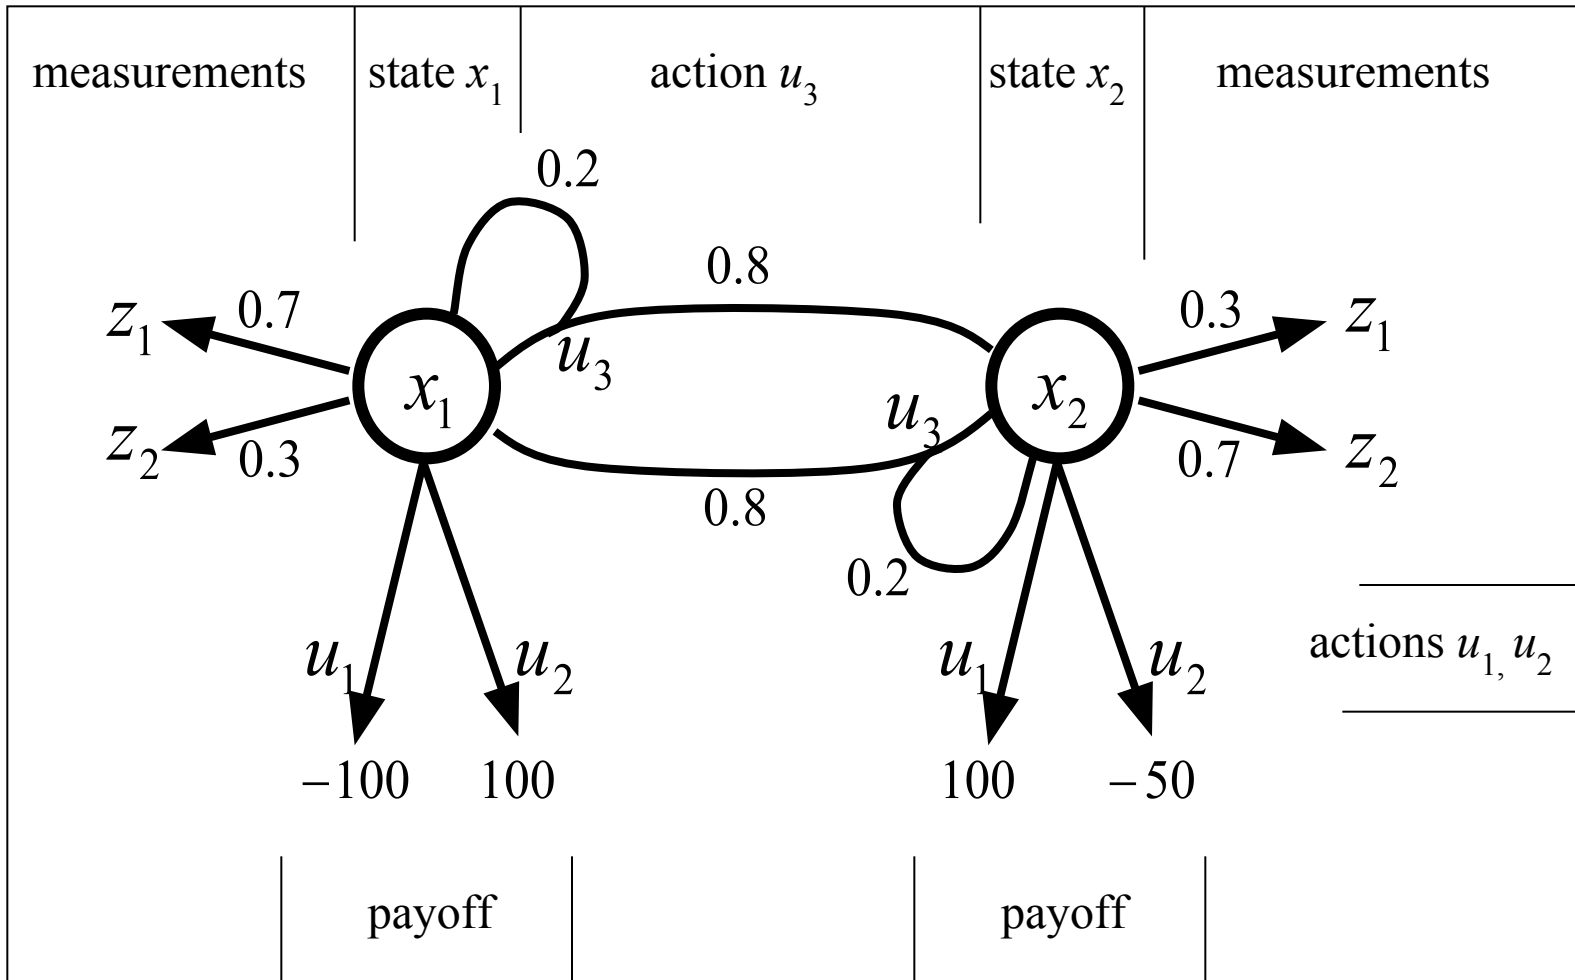 measurements state x₁ action u₃ state x₂ measurements
0.2
0.8
z₁ 0.7 0.3 z₁
u₃
x₁ u₃ x₂
z₂ 0.3 0.7 z₂
0.8
0.2
u₁ u₂ u₁ u₂ actions u₁, u₂
−100 100 100 −50
payoff payoff